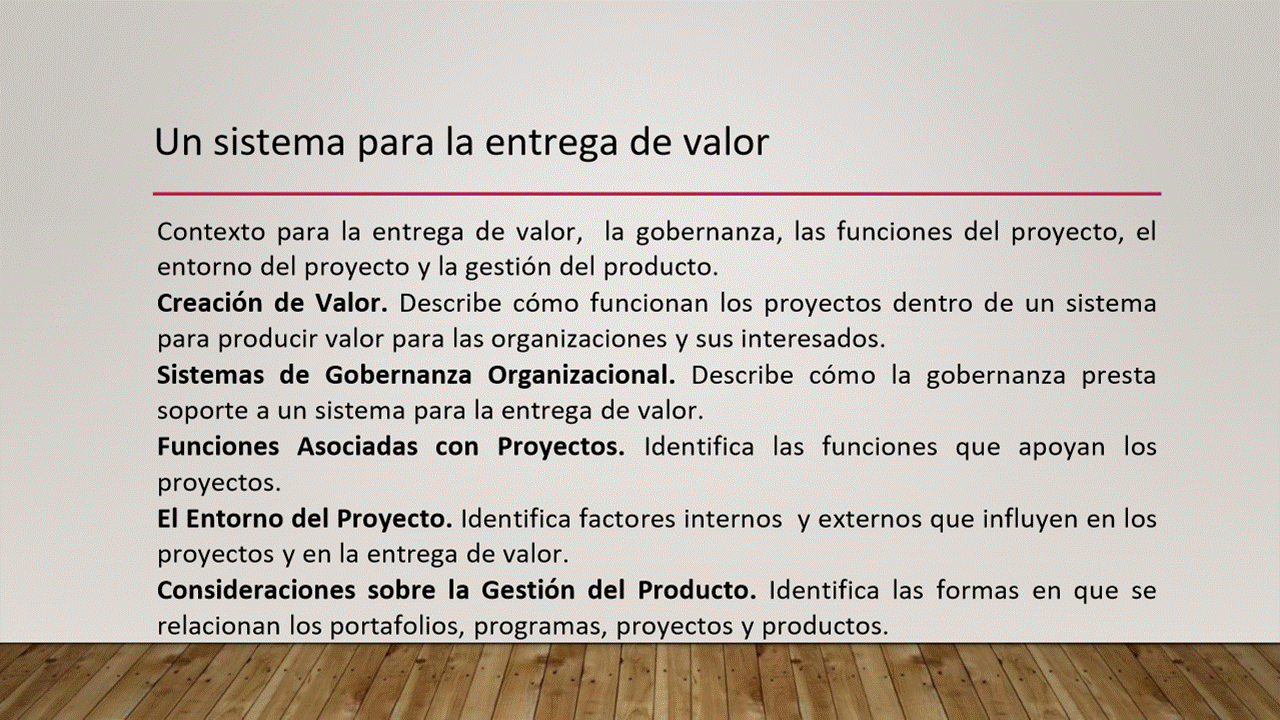 Un sistema para la entrega de valor
Contexto para la entrega de valor, la gobernanza, las funciones del proyecto, el
entorno del proyecto y la gestión del producto.
Creación de Valor. Describe cómo funcionan los proyectos dentro de un sistema
para producir valor para las organizaciones y sus interesados.
Sistemas de Gobernanza Organizacional. Describe cómo la gobernanza presta
soporte a un sistema para la entrega de valor.
Funciones Asociadas con Proyectos. Identifica las funciones que apoyan los
proyectos.
El Entorno del Proyecto. Identifica factores internos y externos que influyen en los
proyectos y en la entrega de valor.
Consideraciones sobre la Gestión del Producto. Identifica las formas en que se
relacionan los portafolios, programas, proyectos y productos.